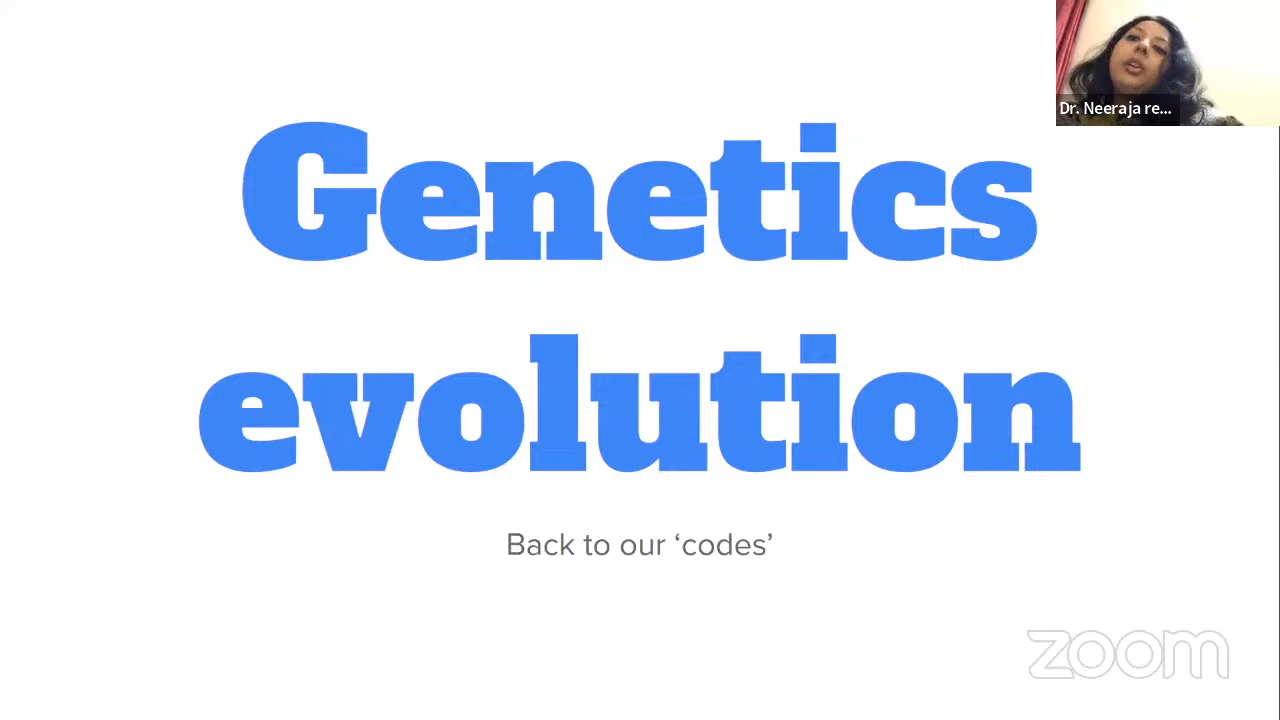 Dr. Neeraja re...
Genetics
evolution
Back to our ‘codes’
zoom